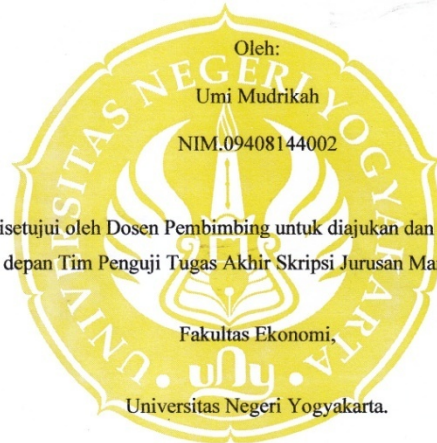 Oleh:
Umi Mudrikah
NIM.09408144002
isetujui oleh Dosen Pembimbing untuk diajukan dan
depan Tim Penguji Tugas Akhir Skripsi Jurusan Ma
Fakultas Ekonomi,
Universitas Negeri Yogyakarta.
UNIVERSITAS NEGERI YOGYAKARTA
uny